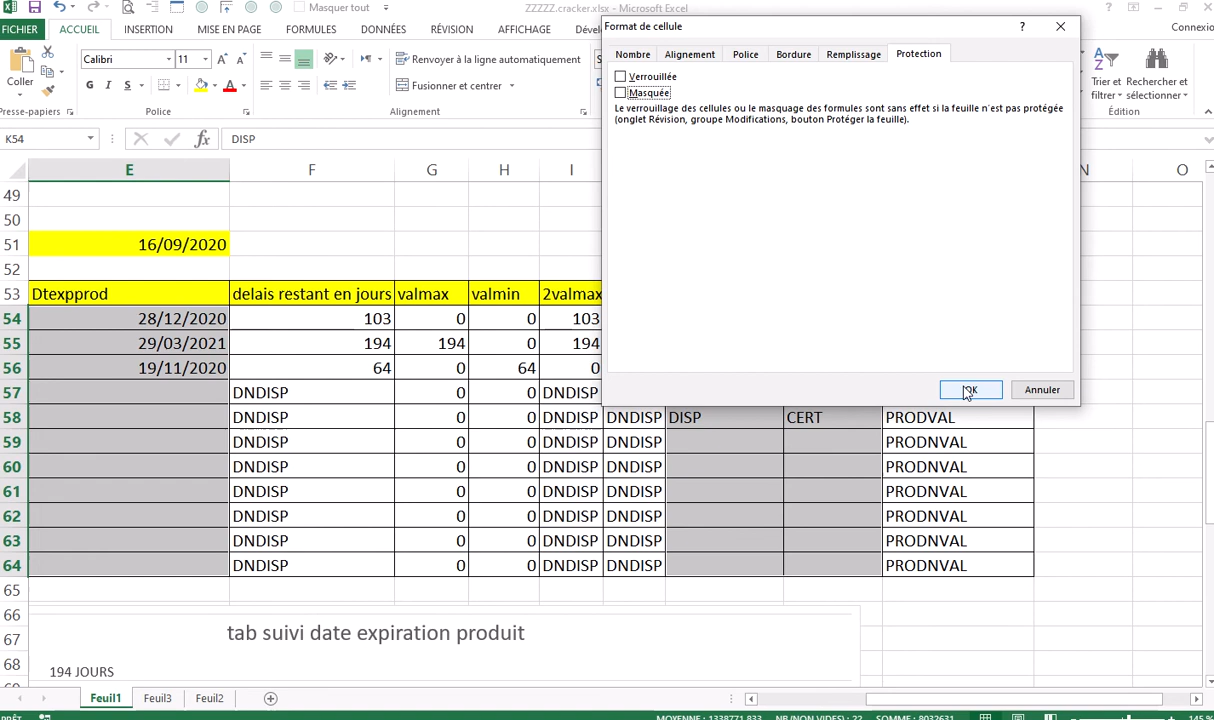 Masquer tout
ZZZZZ.cracker.xlsx - Microsoft Excel
FICHIER ACCUEIL INSERTION MISE EN PAGE FORMULES DONNÉES RÉVISION AFFICHAGE
Connexio
Calibri 11
Renvoyer à la ligne automatiquement
Coller
G I S
Fusionner et centrer
Trier et filtrer
Rechercher et sélectionner
Presse-papiers Police Alignement Édition
Format de cellule
Nombre Alignement Police Bordure Remplissage Protection
Verrouillée
Masquée
Le verrouillage des cellules ou le masquage des formules sont sans effet si la feuille n'est pas protégée
(onglet Révision, groupe Modifications, bouton Protéger la feuille).
OK Annuler
K54 fx DISP
E F G H I N O
49
50
51 16/09/2020
52
53 Dtexpprod delais restant en jours valmax valmin 2valmax
54 28/12/2020 103 0 0 103
55 29/03/2021 194 194 0 194
56 19/11/2020 64 0 64 0
57 DNDISP 0 0 DNDISP
58 DNDISP 0 0 DNDISP DNDISP DISP CERT PRODVAL
59 DNDISP 0 0 DNDISP DNDISP PRODNVAL
60 DNDISP 0 0 DNDISP DNDISP PRODNVAL
61 DNDISP 0 0 DNDISP DNDISP PRODNVAL
62 DNDISP 0 0 DNDISP DNDISP PRODNVAL
63 DNDISP 0 0 DNDISP DNDISP PRODNVAL
64 DNDISP 0 0 DNDISP DNDISP PRODNVAL
65
66
67 tab suivi date expiration produit
68 194 JOURS
Feuil1 Feuil3 Feuil2
PRÊT MOYENNE : 1338771,833 NB (NON VIDES) : 22 SOMME : 8032631 145 %